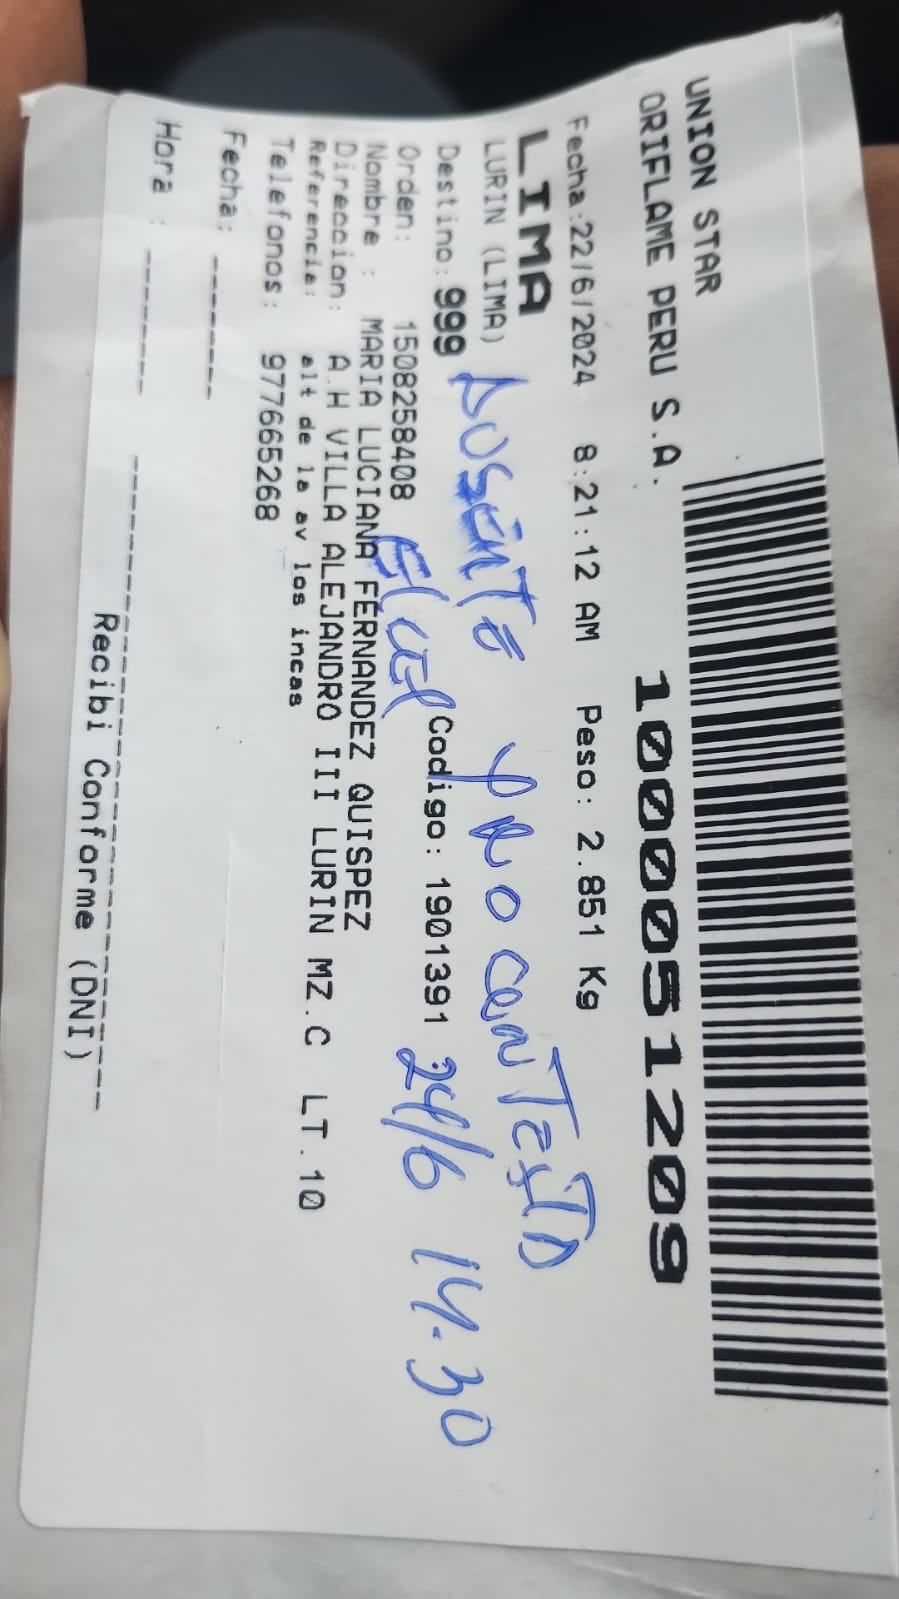 UNION STAR
ORIFLAME PERU S.A.
1000051209
Fecha:22/6/2024 8:21:12 AM Peso: 2.851 Kg
LIMA
LURIN (LIMA)
AUSENTE y no contesto
Destino: 999
Orden: 1508258408 Codigo: 1901391
24/6 14.30
Nombre : MARIA LUCIANA FERNANDEZ QUISPEZ
Direccion: A.H VILLA ALEJANDRO III LURIN MZ.C LT.10
Referencia: alt de la av los incas
Telefonos: 977665268
Fecha: ------
Hora : ------
Recibi Conforme (DNI)